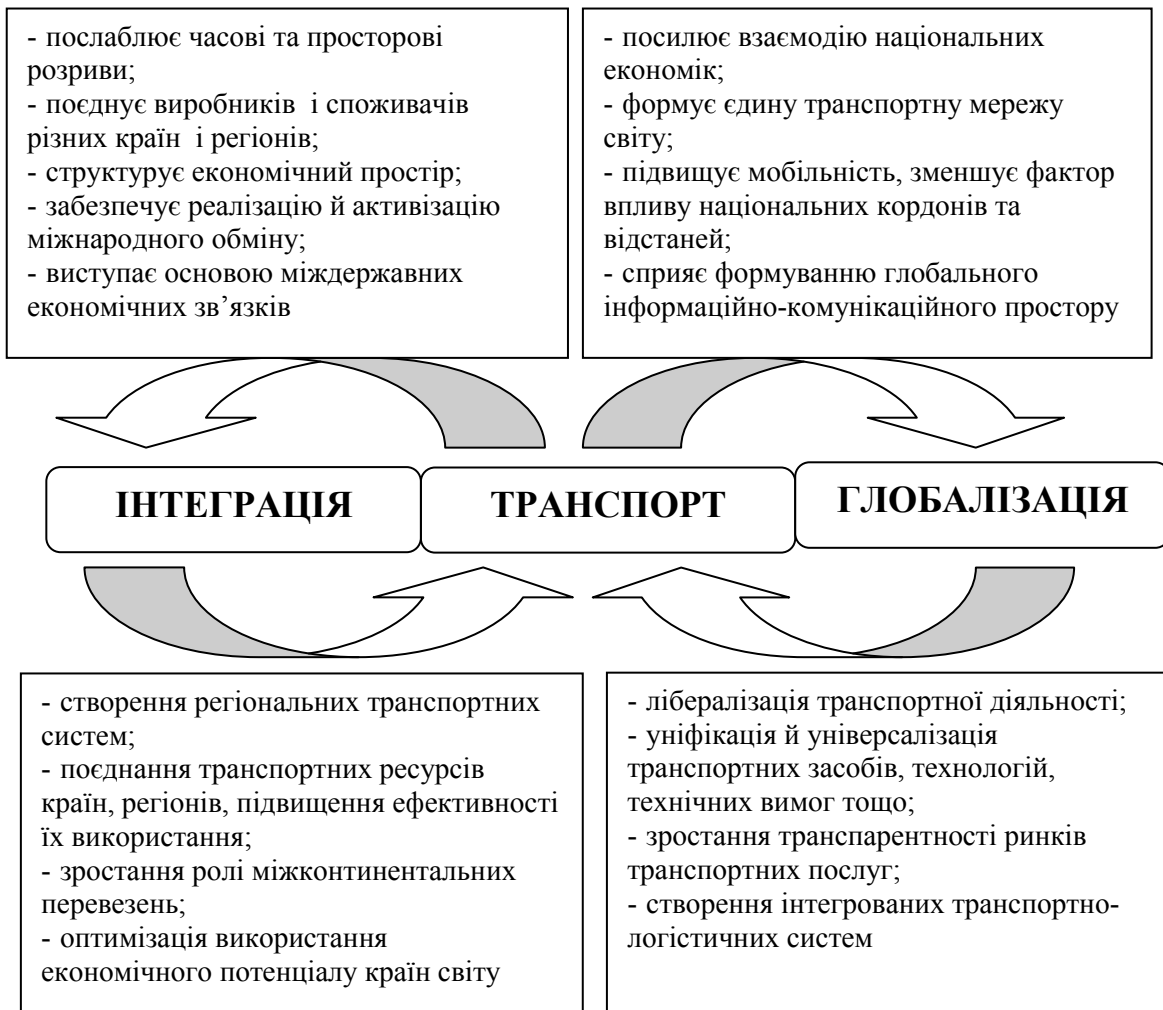 - послаблює часові та просторові
розриви;
- поєднує виробників і споживачів
різних країн і регіонів;
- структурує економічний простір;
- забезпечує реалізацію й активізацію
міжнародного обміну;
- виступає основою міждержавних
економічних зв’язків
- посилює взаємодію національних
економік;
- формує єдину транспортну мережу
світу;
- підвищує мобільність, зменшує фактор
впливу національних кордонів та
відстаней;
- сприяє формуванню глобального
інформаційно-комунікаційного простору
ІНТЕГРАЦІЯ
ТРАНСПОРТ
ГЛОБАЛІЗАЦІЯ
- створення регіональних транспортних
систем;
- поєднання транспортних ресурсів
країн, регіонів, підвищення ефективності
їх використання;
- зростання ролі міжконтинентальних
перевезень;
- оптимізація використання
економічного потенціалу країн світу
- лібералізація транспортної діяльності;
- уніфікація й універсалізація
транспортних засобів, технологій,
технічних вимог тощо;
- зростання транспарентності ринків
транспортних послуг;
- створення інтегрованих транспортно-
логістичних систем